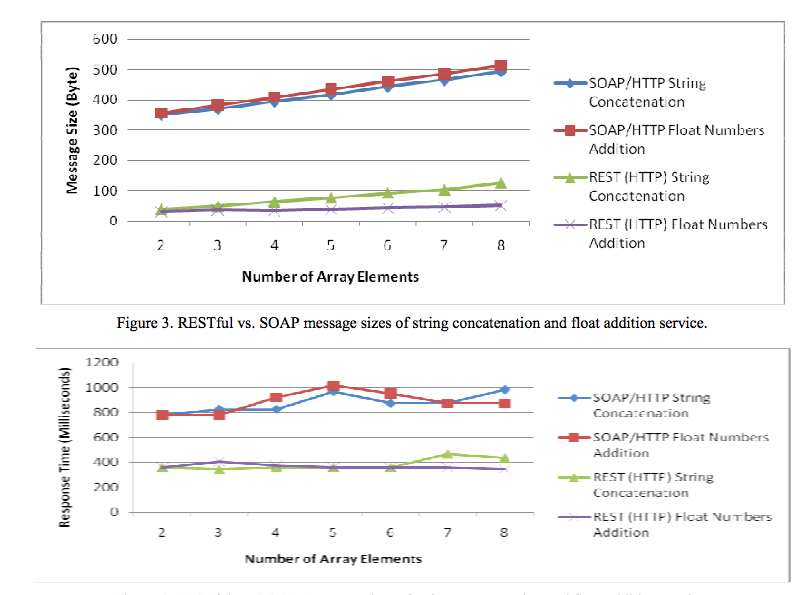 600
500
400
300
200
100
0
Message Size (Byte)
2 3 4 5 6 7 8
Number of Array Elements
SOAP/HTTP String
Concatenation
SOAP/HTTP Float Numbers
Addition
REST (HTTP) String
Concatenation
REST (HTTP) Float Numbers
Addition
Figure 3. RESTful vs. SOAP message sizes of string concatenation and float addition service.
1200
1000
800
600
400
200
0
Response Time (Milliseconds)
2 3 4 5 6 7 8
Number of Array Elements
SOAP/HTTP String
Concatenation
SOAP/HTTP Float Numbers
Addition
REST (HTTP) String
Concatenation
REST (HTTP) Float Numbers
Addition